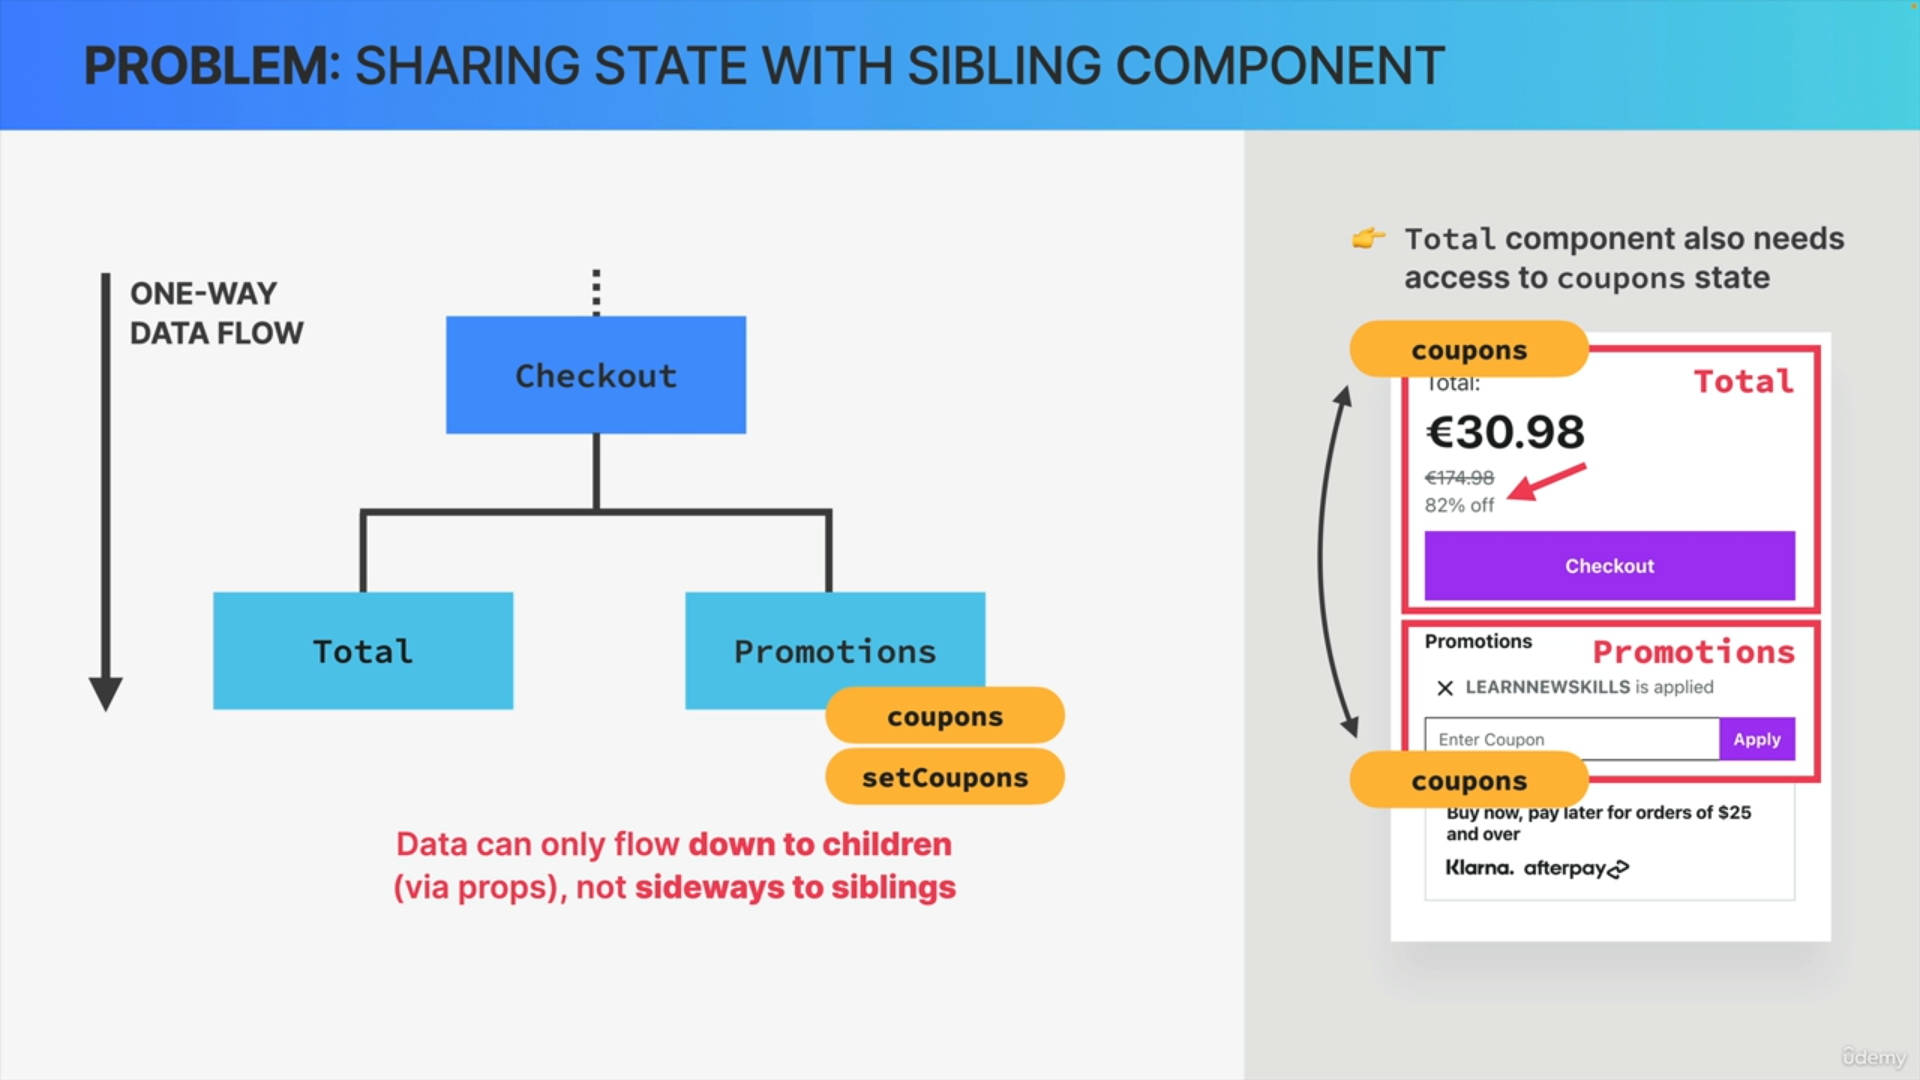 PROBLEM: SHARING STATE WITH SIBLING COMPONENT
ONE-WAY
DATA FLOW
Checkout
Total
Promotions
coupons
setCoupons
Data can only flow down to children
(via props), not sideways to siblings
👉 Total component also needs
access to coupons state
coupons
Total:
Total
€30.98
€174.98
82% off
Checkout
Promotions
Promotions
LEARNNEWSKILLS is applied
Enter Coupon
Apply
coupons
Buy now, pay later for orders of $25
and over
Klarna. afterpay
ûdemy